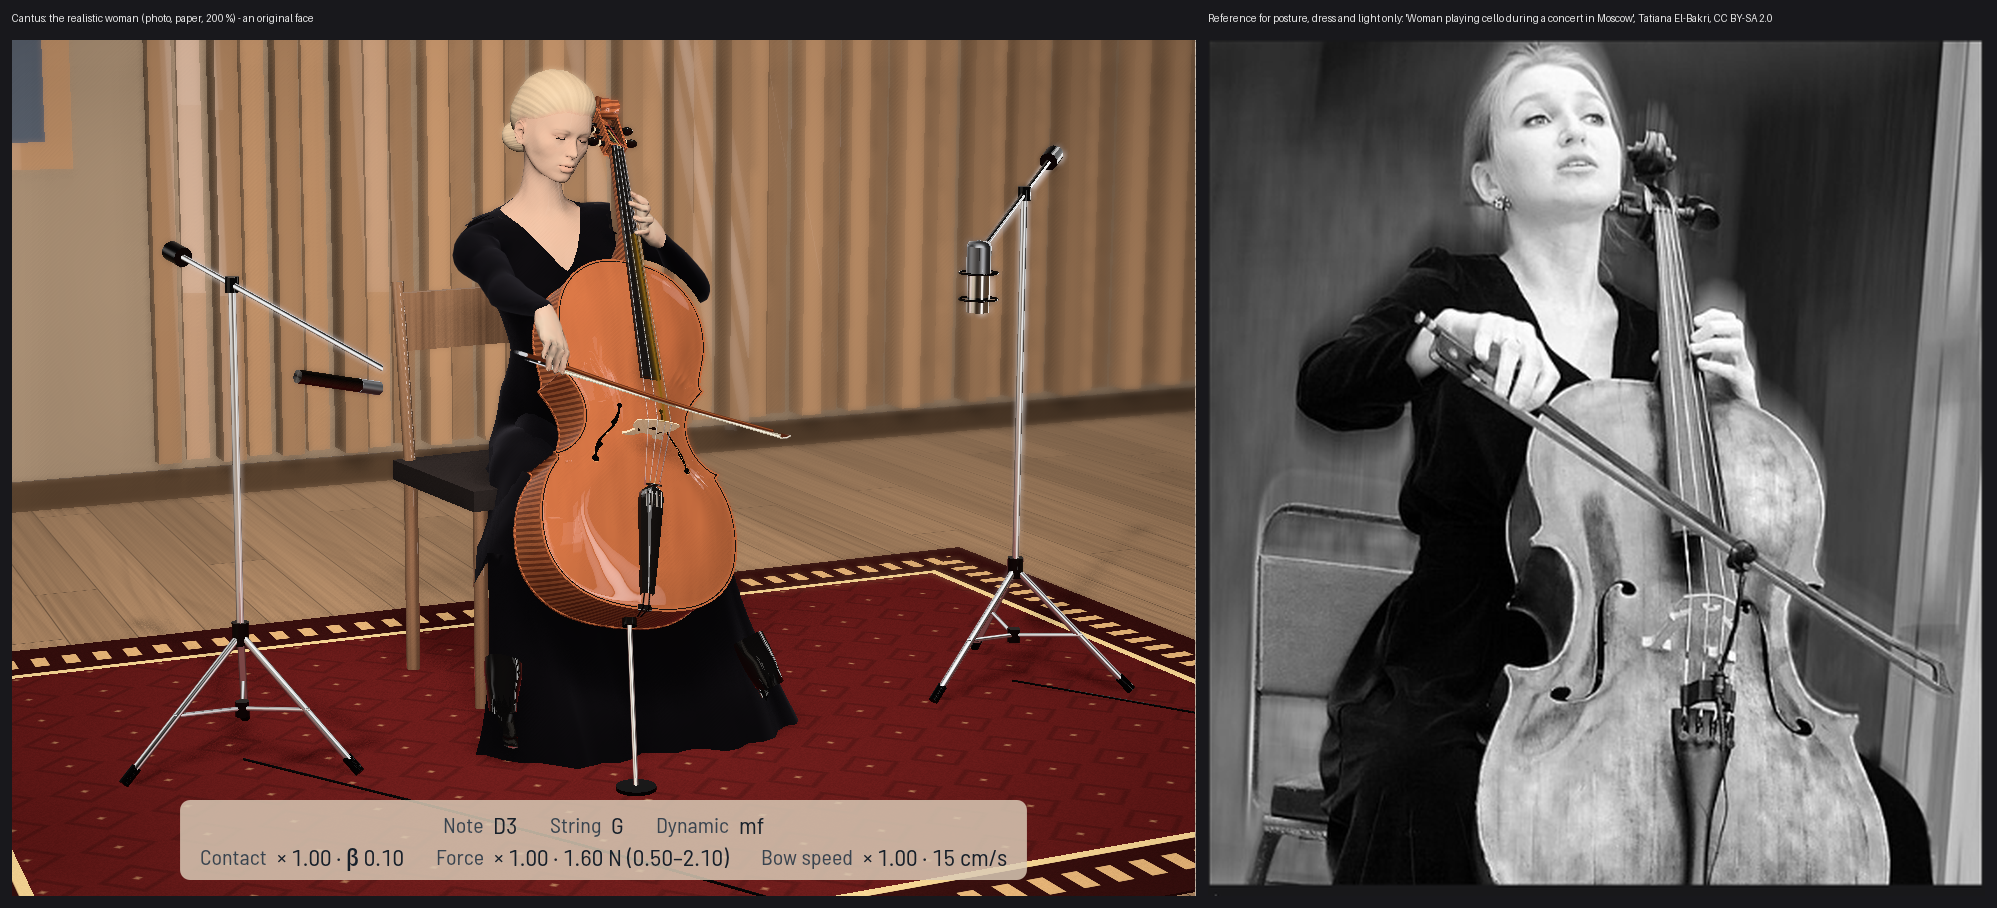 Cantus: the realistic woman (photo, paper, 200 %) - an original face
Reference for posture, dress and light only: 'Woman playing cello during a concert in Moscow', Tatiana El-Bakri, CC BY-SA 2.0
Note D3 String G Dynamic mf
Contact × 1.00 · β 0.10 Force × 1.00 · 1.60 N (0.50–2.10) Bow speed × 1.00 · 15 cm/s